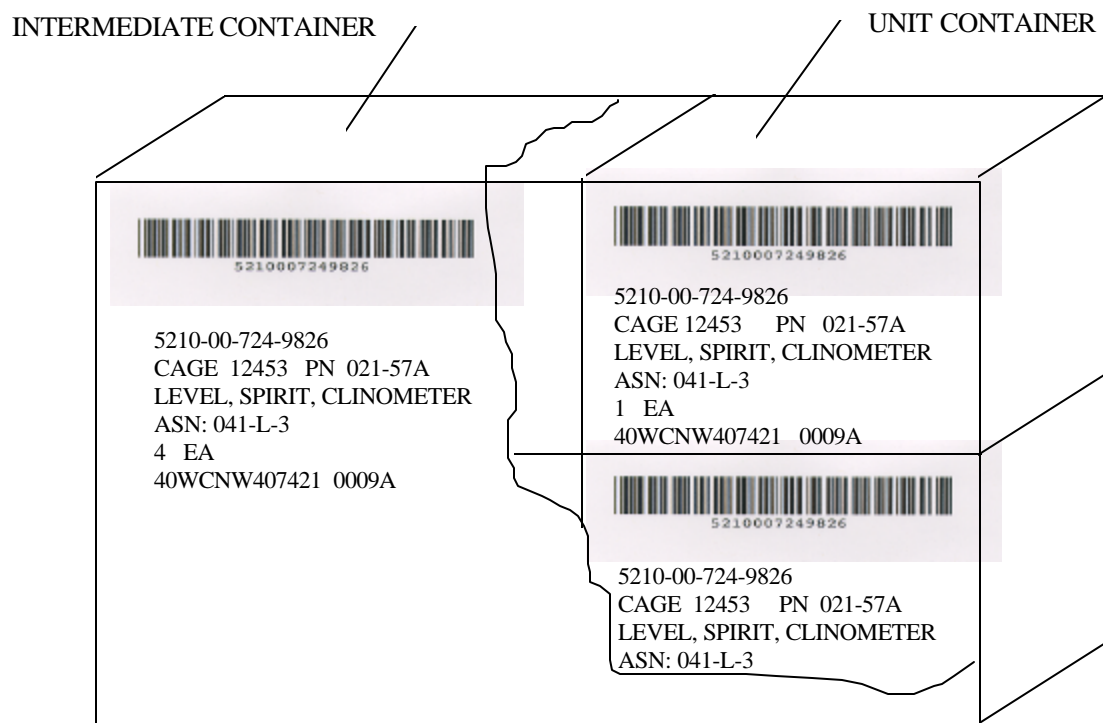 INTERMEDIATE CONTAINER
UNIT CONTAINER
5210007249826
5210-00-724-9826
CAGE 12453 PN 021-57A
LEVEL, SPIRIT, CLINOMETER
ASN: 041-L-3
4 EA
40WCNW407421 0009A
5210007249826
5210-00-724-9826
CAGE 12453 PN 021-57A
LEVEL, SPIRIT, CLINOMETER
ASN: 041-L-3
1 EA
40WCNW407421 0009A
5210007249826
5210-00-724-9826
CAGE 12453 PN 021-57A
LEVEL, SPIRIT, CLINOMETER
ASN: 041-L-3